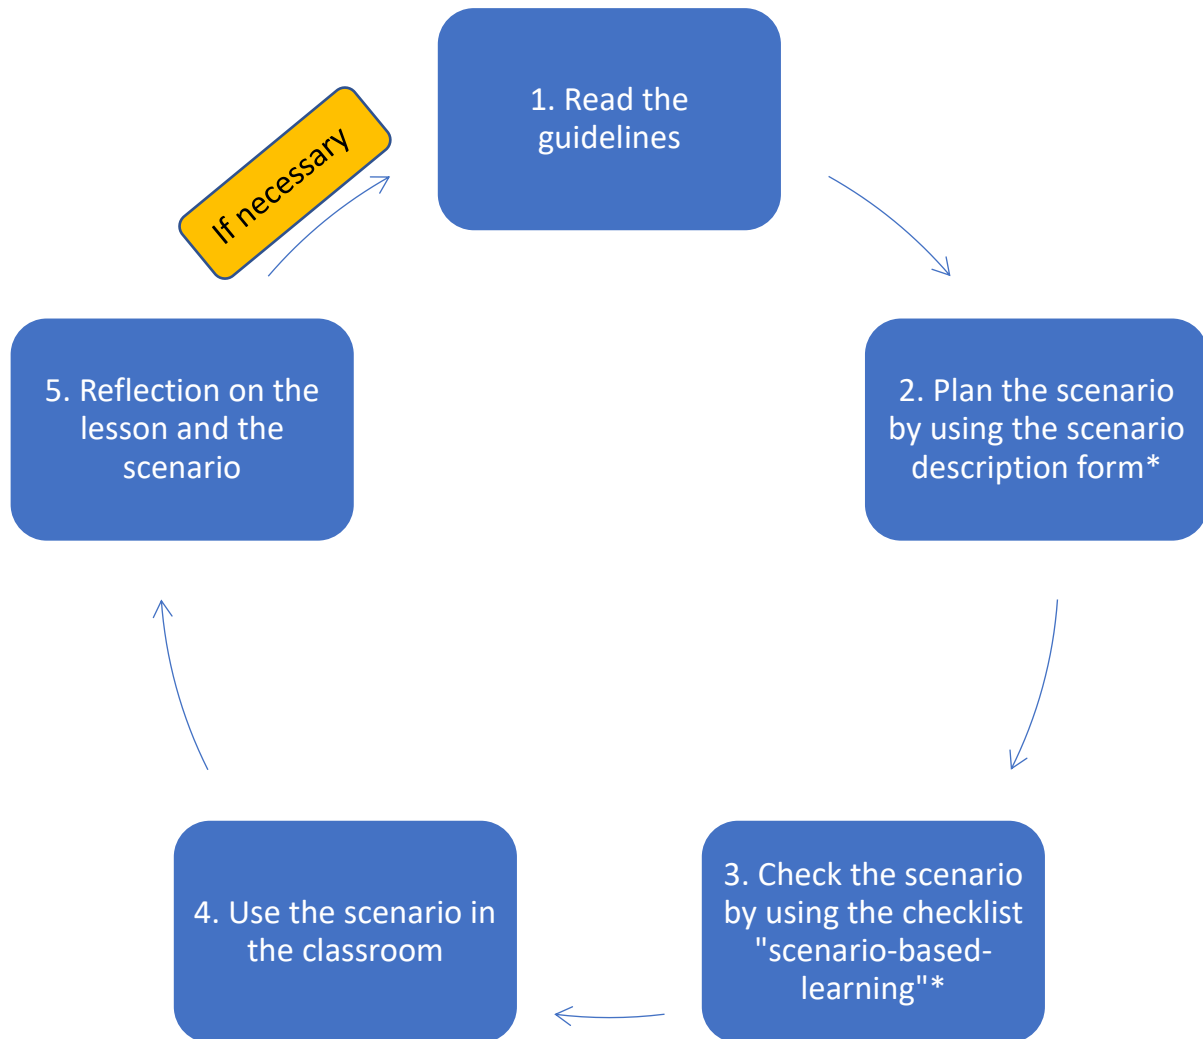 1. Read the
guidelines
If necessary
2. Plan the scenario
by using the scenario
description form*
3. Check the scenario
by using the checklist
"scenario-based-
learning"*
4. Use the scenario in
the classroom
5. Reflection on the
lesson and the
scenario